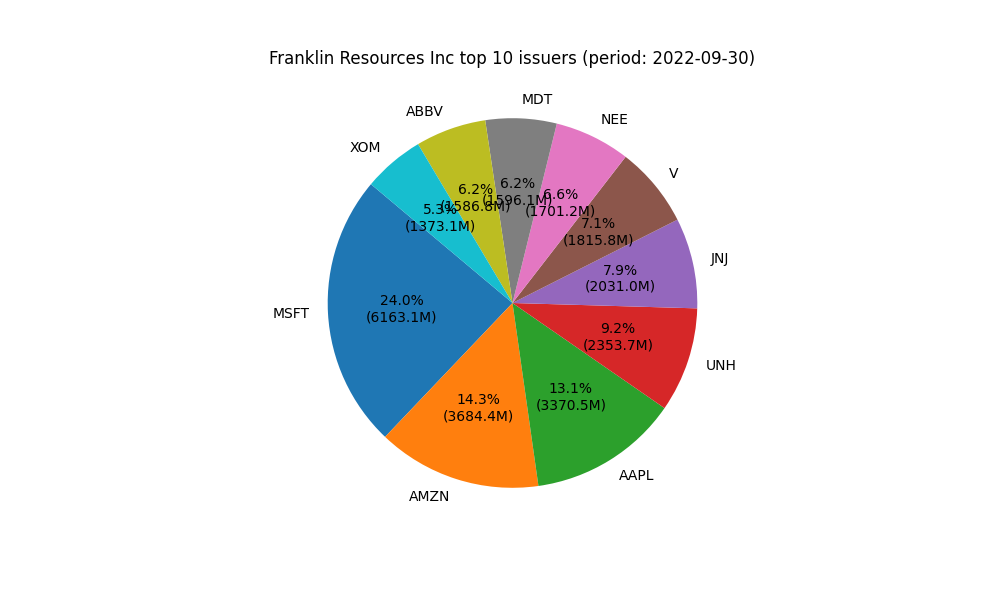 Franklin Resources Inc top 10 issuers (period: 2022-09-30)
MDT
ABBV
NEE
XOM
V
6.2%
(1596.1M)
6.2%
(1586.8M)
6.6%
(1701.2M)
5.3%
(1373.1M)
7.1%
(1815.8M)
JNJ
7.9%
(2031.0M)
MSFT
24.0%
(6163.1M)
9.2%
(2353.7M)
UNH
13.1%
(3370.5M)
14.3%
(3684.4M)
AAPL
AMZN